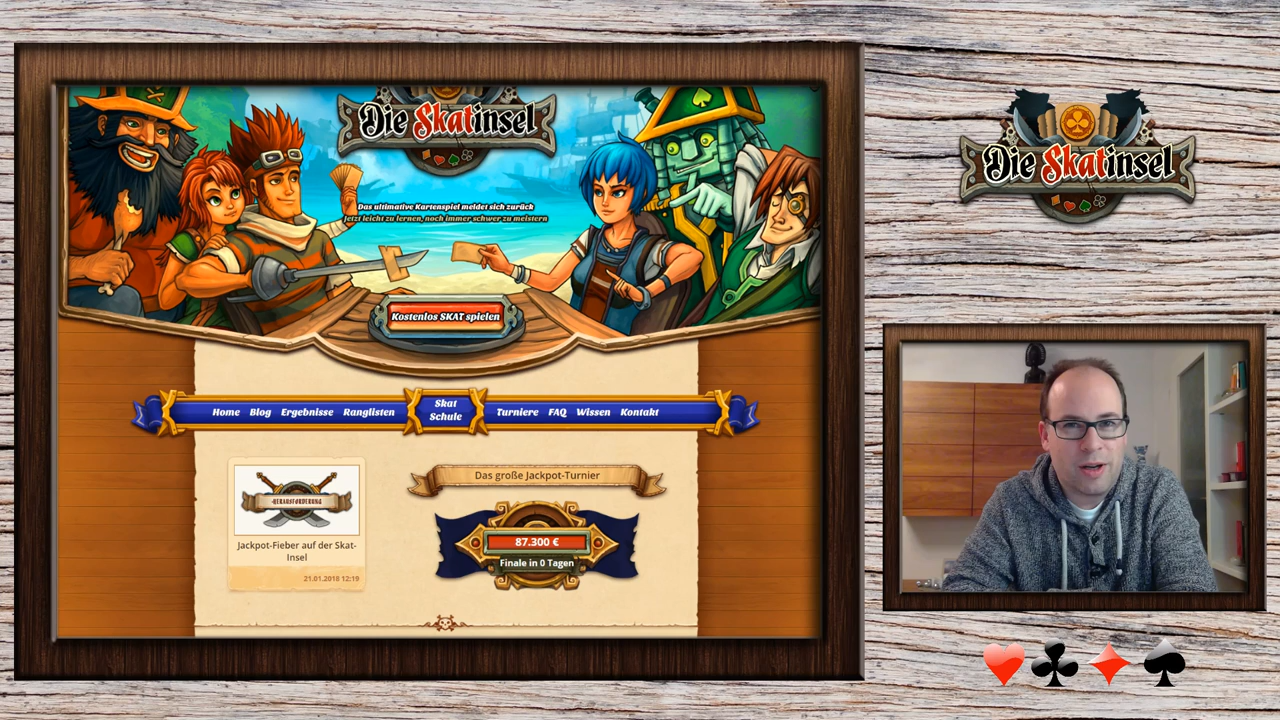 Die Skatinsel
Das ultimative Kartenspiel meldet sich zurück
Jetzt leicht zu lernen, noch immer schwer zu meistern
Kostenlos SKAT spielen
Home Blog Ergebnisse Ranglisten Skat Schule Turniere FAQ Wissen Kontakt
HERAUSFORDERUNG
Jackpot-Fieber auf der Skat-
Insel
21.01.2018 12:19
Das große Jackpot-Turnier
87.300 €
Finale in 0 Tagen
Die Skatinsel